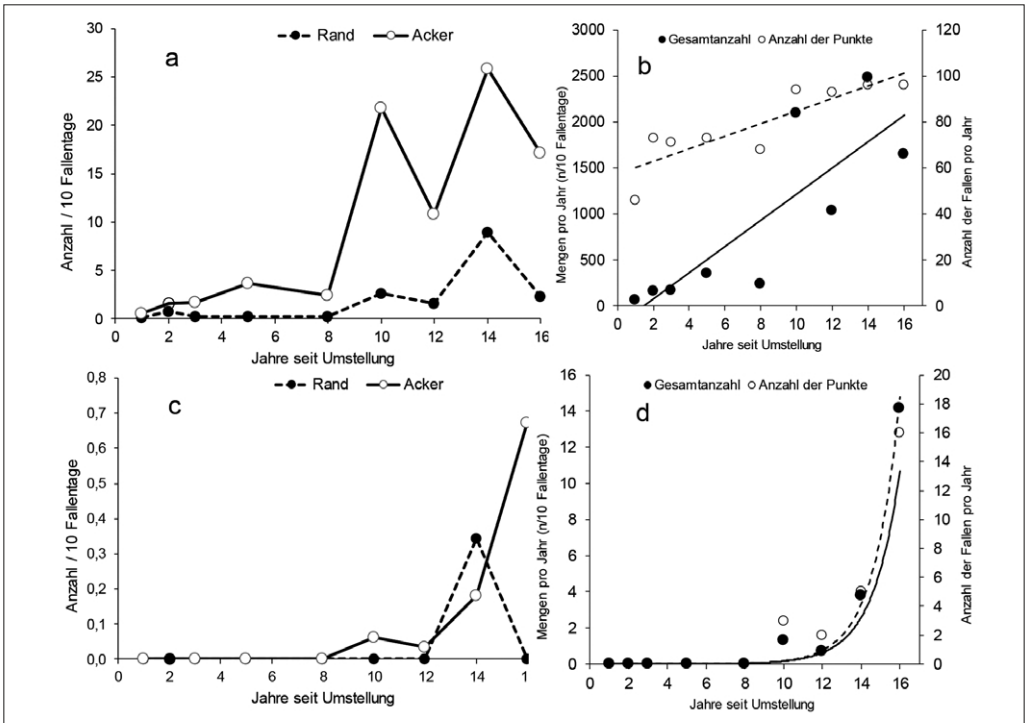 a
Rand Acker
30
25
20
15
10
5
0
Anzahl / 10 Fallentage
0 2 4 6 8 10 12 14 16
Jahre seit Umstellung
b
Gesamtanzahl Anzahl der Punkte
3000
2500
2000
1500
1000
500
0
Mengen pro Jahr (n/10 Fallentage)
120
100
80
60
40
20
0
Anzahl der Fallen pro Jahr
0 2 4 6 8 10 12 14 16
Jahre seit Umstellung
c
Rand Acker
0,8
0,7
0,6
0,5
0,4
0,3
0,2
0,1
0,0
Anzahl / 10 Fallentage
0 2 4 6 8 10 12 14 1
Jahre seit Umstellung
d
Gesamtanzahl Anzahl der Punkte
16
14
12
10
8
6
4
2
0
Mengen pro Jahr (n/10 Fallentage)
20
18
16
14
12
10
8
6
4
2
0
Anzahl der Fallen pro Jahr
0 2 4 6 8 10 12 14 16
Jahre seit Umstellung